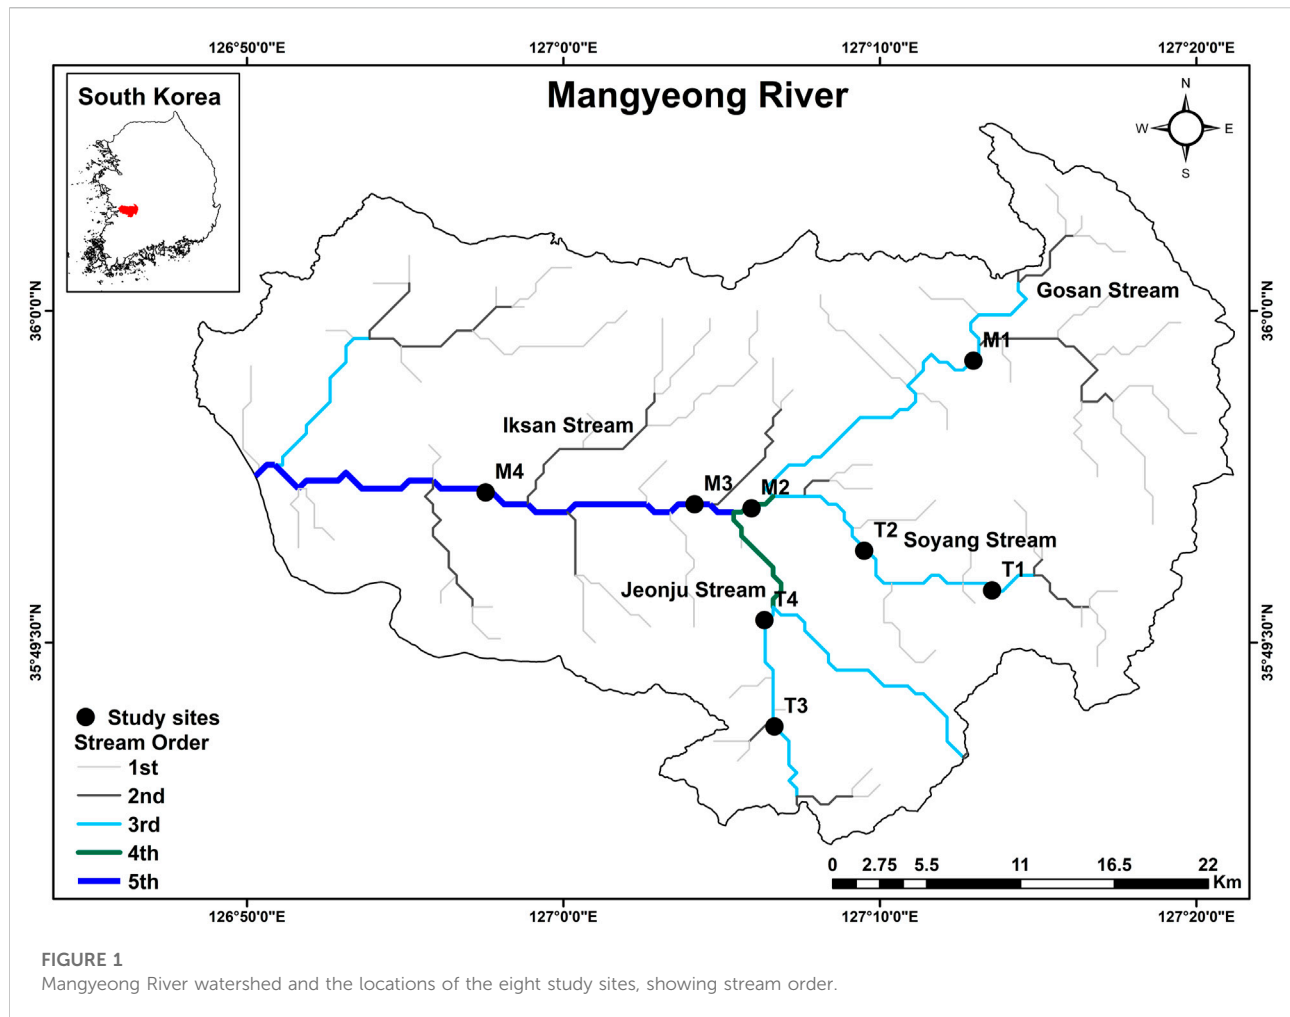 126°50'0"E 127°0'0"E 127°10'0"E 127°20'0"E
South Korea
Mangyeong River
N
W E
S
36°0'0"N
36°0'0"N
Gosan Stream
M1
Iksan Stream
M4
M3
M2
T2
Soyang Stream
T1
Jeonju Stream
T4
35°49'30"N
35°49'30"N
T3
Study sites
Stream Order
1st
2nd
3rd
4th
5th
0 2.75 5.5 11 16.5 22
Km
126°50'0"E 127°0'0"E 127°10'0"E 127°20'0"E
FIGURE 1
Mangyeong River watershed and the locations of the eight study sites, showing stream order.